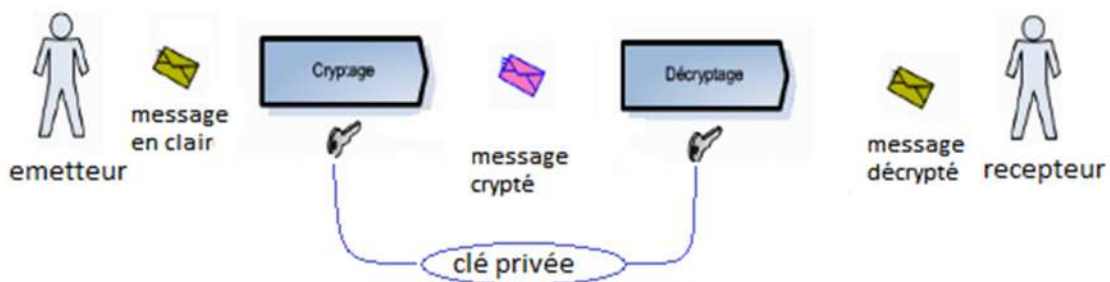 emetteur
message
en clair
Cryptage
message
crypté
Décryptage
message
décrypté
recepteur
clé privée